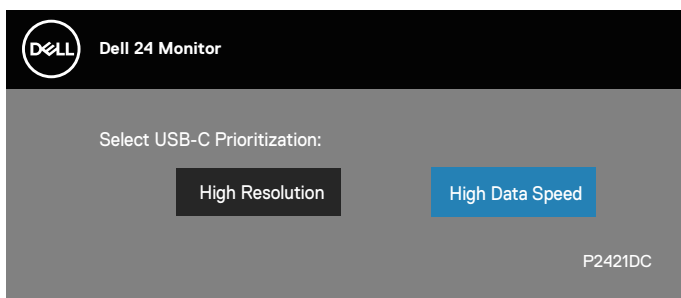 DELL Dell 24 Monitor
Select USB-C Prioritization:
High Resolution High Data Speed
P2421DC